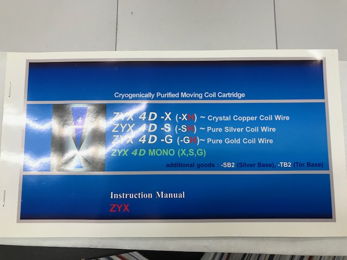 Cryogenically Purified Moving Coil Cartridge
ZYX 4D -X (-X) ~ Crystal Copper Coil Wire
ZYX 4D -S (-S) ~ Pure Silver Coil Wire
ZYX 4D -G (-G) ~ Pure Gold Coil Wire
ZYX 4D MONO (X,S,G)
additional goods : -SB2 (Silver Base), -TB2 (Tin Base)
Instruction Manual
ZYX